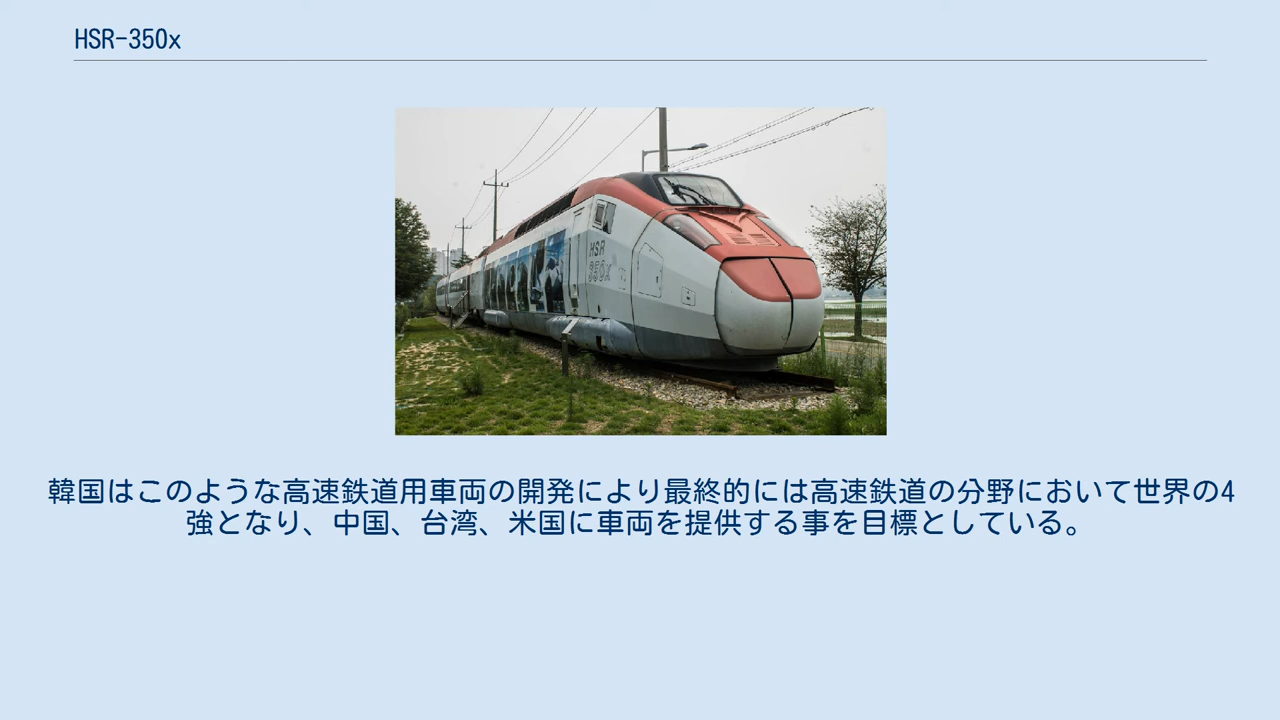 HSR-350x
HSR
350x
韓国はこのような高速鉄道用車両の開発により最終的には高速鉄道の分野において世界の4
強となり、中国、台湾、米国に車両を提供する事を目標としている。